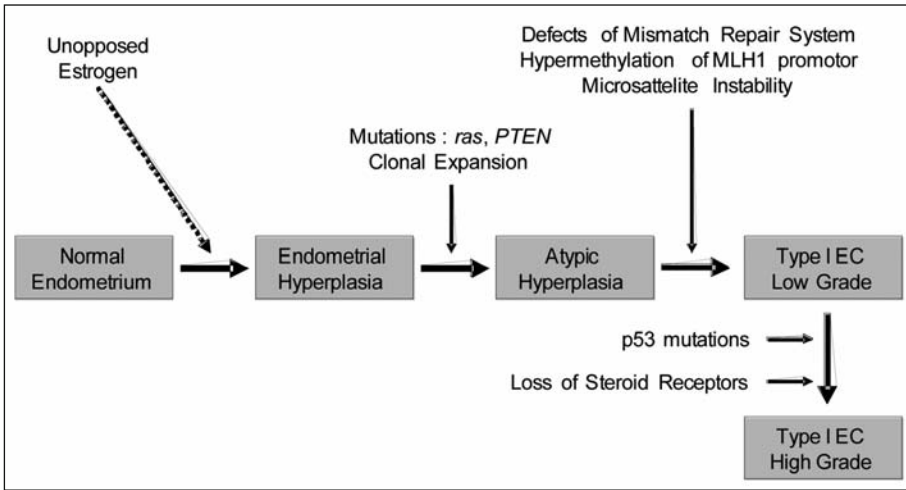 Unopposed
Estrogen
Defects of Mismatch Repair System
Hypermethylation of MLH1 promotor
Microsattelite Instability
Mutations : ras, PTEN
Clonal Expansion
Normal
Endometrium
Endometrial
Hyperplasia
Atypic
Hyperplasia
Type I EC
Low Grade
p53 mutations
Loss of Steroid Receptors
Type I EC
High Grade